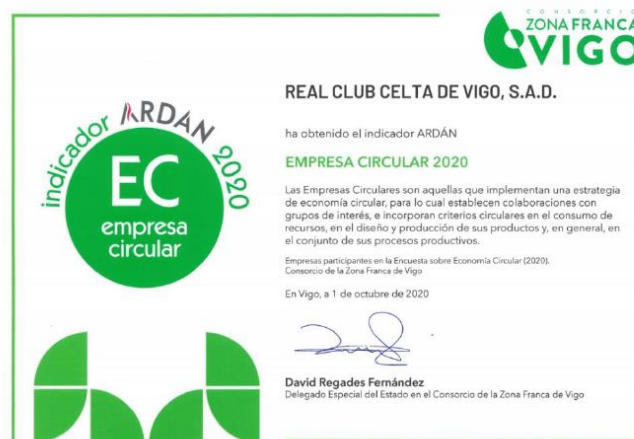 CONSORCIO
ZONA FRANCA
VIGO
indicador ARDÁN 2020
EC
empresa
circular
REAL CLUB CELTA DE VIGO, S.A.D.
ha obtenido el indicador ARDÁN
EMPRESA CIRCULAR 2020
Las Empresas Circulares son aquellas que implementan una estrategia
de economía circular, para lo cual establecen colaboraciones con
grupos de interés, e incorporan criterios circulares en el consumo de
recursos, en el diseño y producción de sus productos y, en general, en
el conjunto de sus procesos productivos.
Empresas participantes en la Encuesta sobre Economía Circular (2020).
Consorcio de la Zona Franca de Vigo
En Vigo, a 1 de octubre de 2020
David Regades Fernández
Delegado Especial del Estado en el Consorcio de la Zona Franca de Vigo